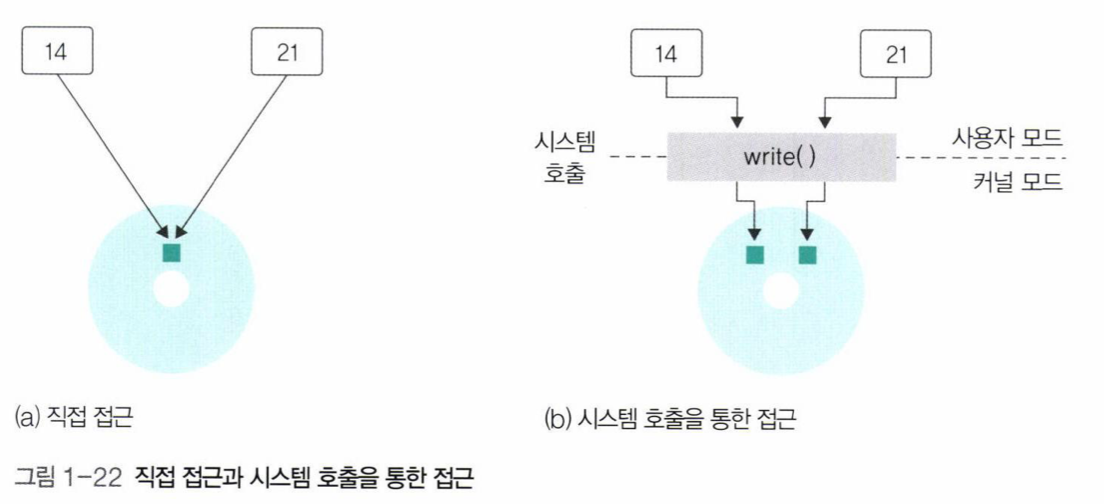 14
21
(a) 직접 접근
14
21
시스템
호출
write( )
사용자 모드
커널 모드
(b) 시스템 호출을 통한 접근
그림 1-22 직접 접근과 시스템 호출을 통한 접근